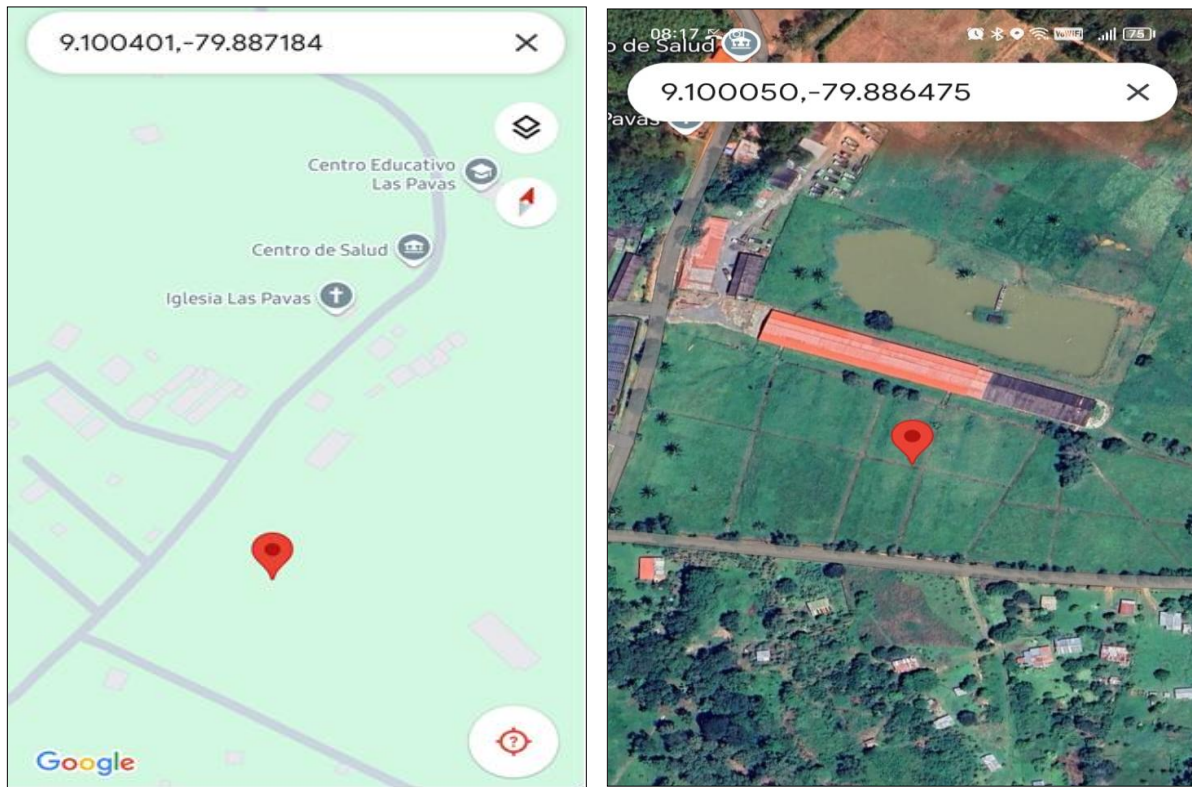 9.100401,-79.887184
Centro Educativo
Las Pavas
Centro de Salud
Iglesia Las Pavas
Google
08:17
75
o de Salud
9.100050,-79.886475
Pavas